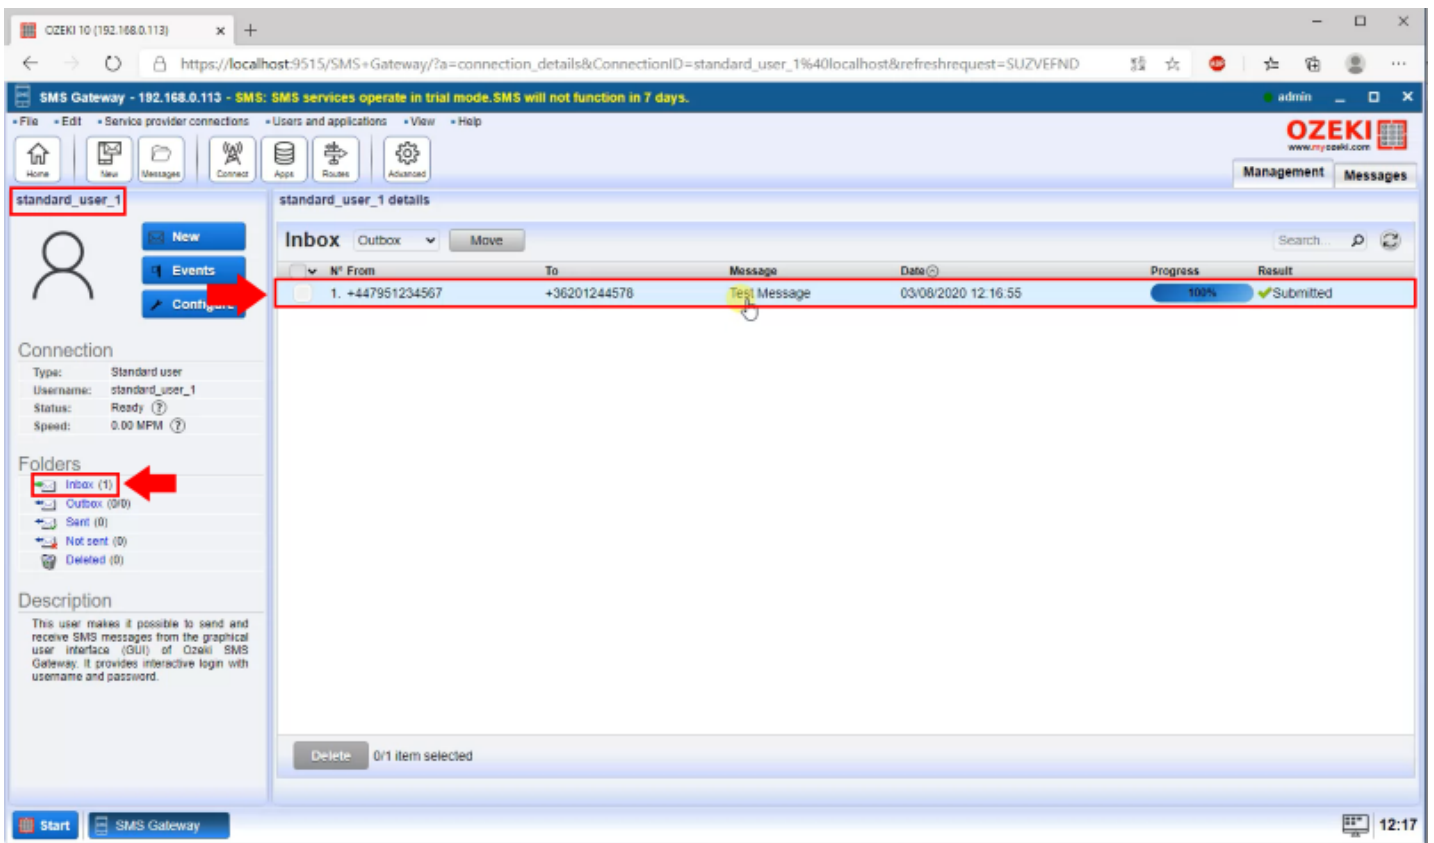 OZEKI 10 (192.168.0.113)
https://localhost:9515/SMS+Gateway/?a=connection_details&ConnectionID=standard_user_1%40localhost&refreshrequest=SUZVEFND
SMS Gateway - 192.168.0.113 - SMS: SMS services operate in trial mode.SMS will not function in 7 days.
admin
File Edit Service provider connections Users and applications View Help
OZEKI
www.myozeki.com
Home New Messages Connect Apps Routes Advanced
Management Messages
standard_user_1
standard_user_1 details
New
Events
Configure
Inbox Outbox Move Search...
N° From To Message Date Progress Result
1. +447951234567 +36201244578 Test Message 03/08/2020 12:16:55 100% Submitted
Connection
Type: Standard user
Username: standard_user_1
Status: Ready ?
Speed: 0.00 MPM ?
Folders
Inbox (1)
Outbox (0/0)
Sent (0)
Not sent (0)
Deleted (0)
Description
This user makes it possible to send and
receive SMS messages from the graphical
user interface (GUI) of Ozeki SMS
Gateway. It provides interactive login with
username and password.
Delete 0/1 item selected
Start SMS Gateway 12:17